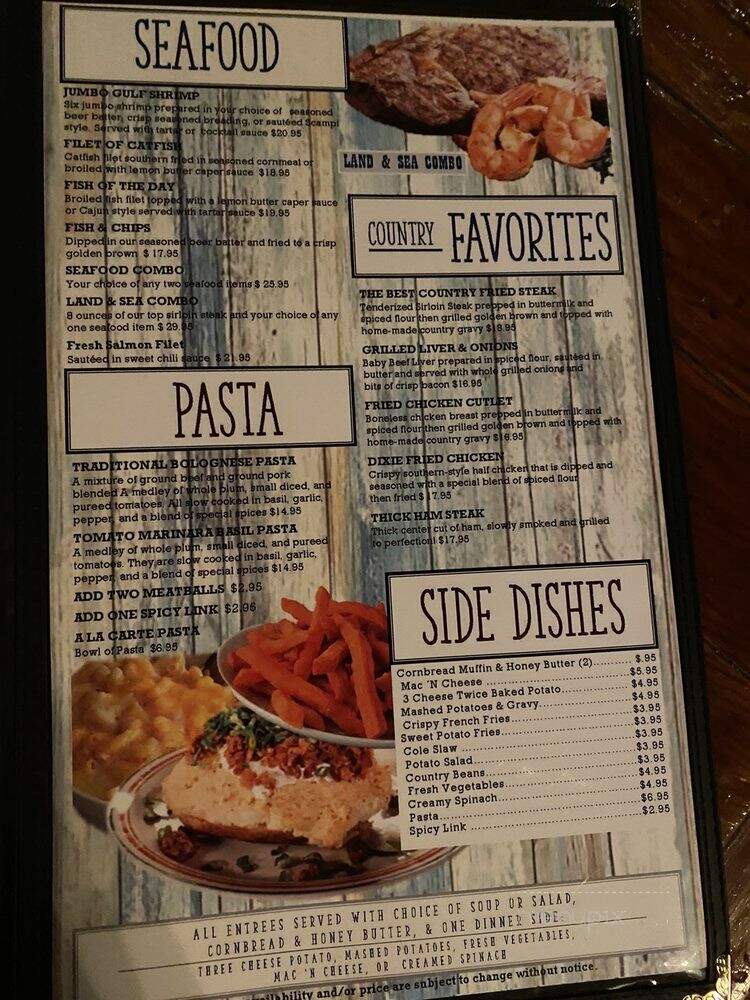 SEAFOOD
JUMBO GULF SHRIMP
Six jumbo shrimp prepared in your choice of seasoned
beer batter, crisp seasoned breading, or sautéed Scampi
style. Served with tartar or cocktail sauce $20.95
FILET OF CATFISH
Catfish filet southern fried in seasoned cornmeal or
broiled with lemon butter caper sauce $18.95
FISH OF THE DAY
Broiled fish filet topped with a lemon butter caper sauce
or Cajun style served with tartar sauce $19.95
FISH & CHIPS
Dipped in our seasoned beer batter and fried to a crisp
golden brown $ 17.95
SEAFOOD COMBO
Your choice of any two seafood items $ 25.95
LAND & SEA COMBO
8 ounces of our top sirloin steak and your choice of any
one seafood item $ 29.95
Fresh Salmon Filet
Sautéed in sweet chili sauce $ 21.95
PASTA
TRADITIONAL BOLOGNESE PASTA
A mixture of ground beef and ground pork
blended A medley of whole plum, small diced, and
pureed tomatoes. All slow cooked in basil, garlic,
pepper, and a blend of special spices $14.95
TOMATO MARINARA BASIL PASTA
A medley of whole plum, small diced, and pureed
tomatoes. They are slow cooked in basil, garlic,
pepper, and a blend of special spices $14.95
ADD TWO MEATBALLS $2.95
ADD ONE SPICY LINK $2.95
A LA CARTE PASTA
Bowl of Pasta $6.95
LAND & SEA COMBO
COUNTRY FAVORITES
THE BEST COUNTRY FRIED STEAK
Tenderized Sirloin Steak prepped in buttermilk and
spiced flour then grilled golden brown and topped with
home-made country gravy $18.95
GRILLED LIVER & ONIONS
Baby Beef Liver prepared in spiced flour, sautéed in
butter and served with whole grilled onions and
bits of crisp bacon $16.95
FRIED CHICKEN CUTLET
Boneless chicken breast prepped in buttermilk and
spiced flour then grilled golden brown and topped with
home-made country gravy $16.95
DIXIE FRIED CHICKEN
Crispy southern-style half chicken that is dipped and
seasoned with a special blend of spiced flour
then fried $ 17.95
THICK HAM STEAK
Thick center cut of ham, slowly smoked and grilled
to perfection! $17.95
SIDE DISHES
Cornbread Muffin & Honey Butter (2)........... $.95
Mac 'N Cheese ........................................ $5.95
3 Cheese Twice Baked Potato................... $4.95
Mashed Potatoes & Gravy......................... $4.95
Crispy French Fries.................................. $3.95
Sweet Potato Fries.................................... $3.95
Cole Slaw ................................................ $3.95
Potato Salad............................................. $3.95
Country Beans.......................................... $3.95
Fresh Vegetables...................................... $4.95
Creamy Spinach........................................ $4.95
Pasta........................................................ $6.95
Spicy Link ............................................... $2.95
ALL ENTREES SERVED WITH CHOICE OF SOUP OR SALAD,
CORNBREAD & HONEY BUTTER, & ONE DINNER SIDE:
THREE CHEESE POTATO, MASHED POTATOES, FRESH VEGETABLES,
MAC 'N CHEESE, OR CREAMED SPINACH
availability and/or price are subject to change without notice.